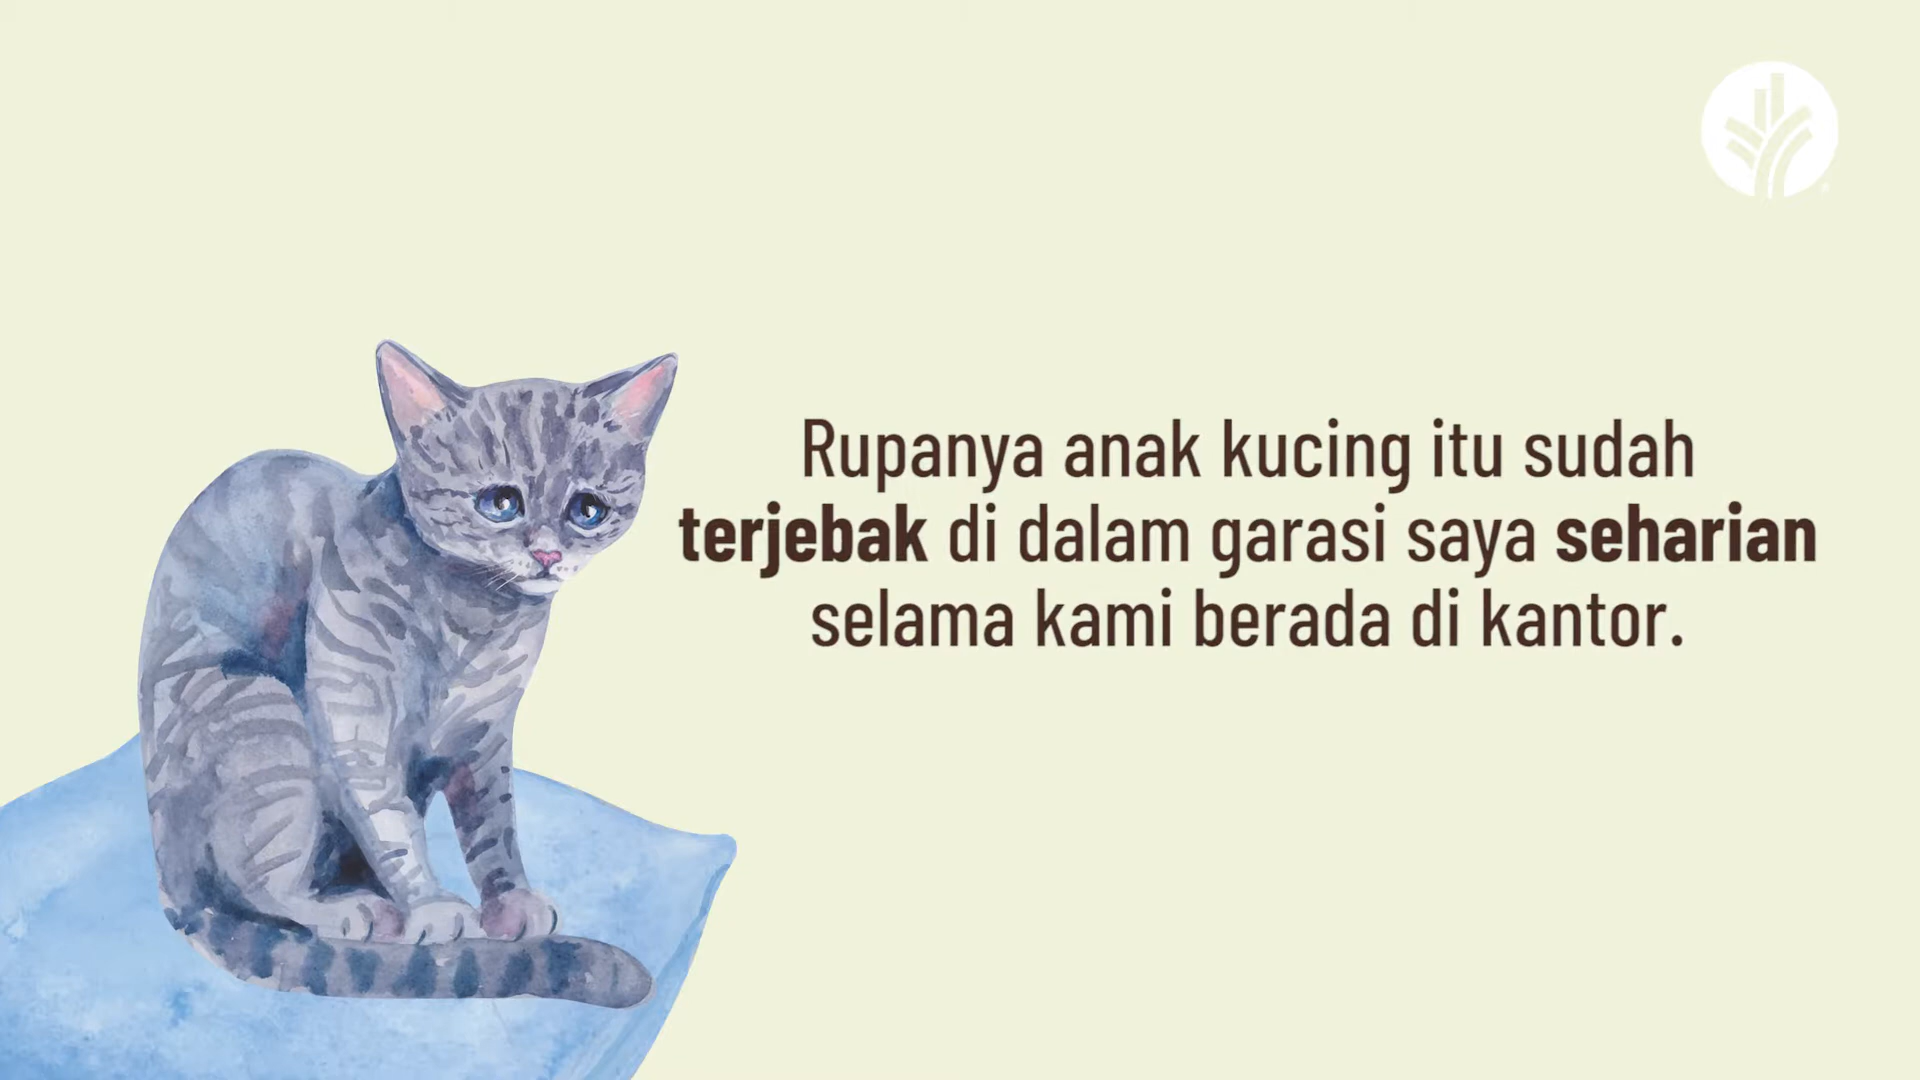 Rupanya anak kucing itu sudah
terjebak di dalam garasi saya seharian
selama kami berada di kantor.